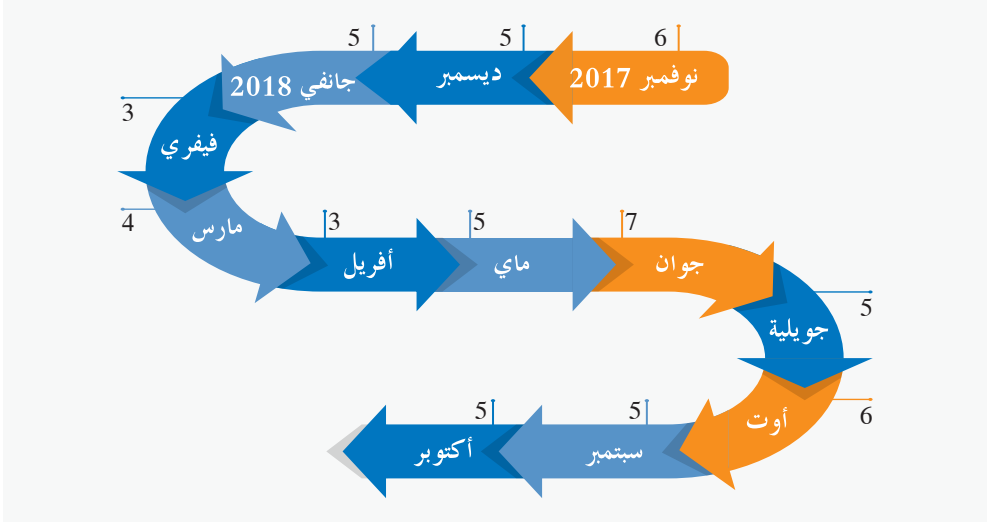 6
نوفمبر 2017
5
ديسمبر
5
جانفي 2018
3
فيفري
4
مارس
3
أفريل
5
ماي
7
جوان
5
جويلية
6
أوت
5
سبتمبر
5
أكتوبر